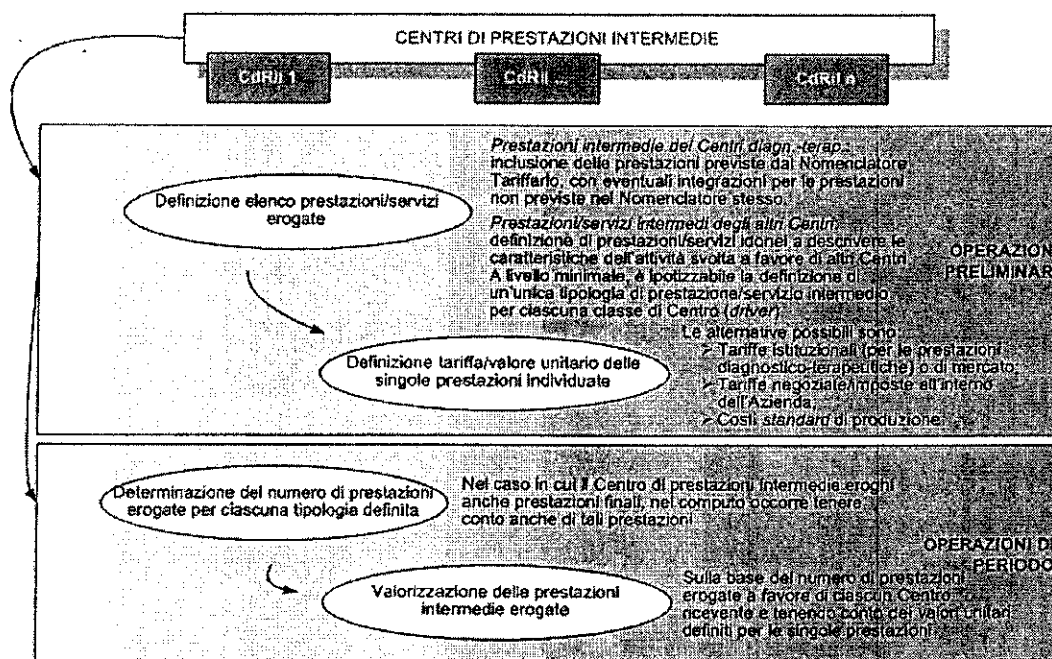 CENTRI DI PRESTAZIONI INTERMEDIE
CdRil 1
CdRil
CdRil n
Prestazioni intermedie dei Centri diagn.-terap.:
inclusione delle prestazioni previste dal Nomenclatore
Tariffario, con eventuali integrazioni per le prestazioni
non previste nel Nomenclatore stesso.
Definizione elenco prestazioni/servizi
erogate
Prestazioni/servizi intermedi degli altri Centri:
definizione di prestazioni/servizi idonei a descrivere le
caratteristiche dell'attività svolta a favore di altri Centri.
A livello minimale, è ipotizzabile la definizione di
un'unica tipologia di prestazione/servizio intermedio
per ciascuna classe di Centro (driver)
OPERAZIONI
PRELIMINARI
Definizione tariffa/valore unitario delle
singole prestazioni individuate
Le alternative possibili sono:
➢ Tariffe istituzionali (per le prestazioni
diagnostico-terapeutiche) o di mercato;
➢ Tariffe negoziate/imposte all'interno
dell'Azienda;
➢ Costi standard di produzione.
Determinazione del numero di prestazioni
erogate per ciascuna tipologia definita
Nel caso in cui il Centro di prestazioni intermedie eroghi
anche prestazioni finali, nel computo occorre tenere
conto anche di tali prestazioni
OPERAZIONI DI
PERIODO
Valorizzazione delle prestazioni
intermedie erogate
Sulla base del numero di prestazioni
erogate a favore di ciascun Centro
ricevente e tenendo conto dei valori unitari
definiti per le singole prestazioni